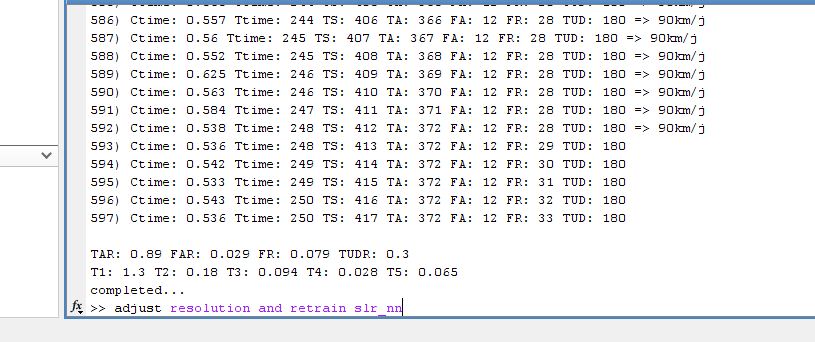 586) Ctime: 0.557 Ttime: 244 TS: 406 TA: 366 FA: 12 FR: 28 TUD: 180 => 90km/j
587) Ctime: 0.56 Ttime: 245 TS: 407 TA: 367 FA: 12 FR: 28 TUD: 180 => 90km/j
588) Ctime: 0.552 Ttime: 245 TS: 408 TA: 368 FA: 12 FR: 28 TUD: 180 => 90km/j
589) Ctime: 0.625 Ttime: 246 TS: 409 TA: 369 FA: 12 FR: 28 TUD: 180 => 90km/j
590) Ctime: 0.563 Ttime: 246 TS: 410 TA: 370 FA: 12 FR: 28 TUD: 180 => 90km/j
591) Ctime: 0.584 Ttime: 247 TS: 411 TA: 371 FA: 12 FR: 28 TUD: 180 => 90km/j
592) Ctime: 0.538 Ttime: 248 TS: 412 TA: 372 FA: 12 FR: 28 TUD: 180 => 90km/j
593) Ctime: 0.536 Ttime: 248 TS: 413 TA: 372 FA: 12 FR: 29 TUD: 180
594) Ctime: 0.542 Ttime: 249 TS: 414 TA: 372 FA: 12 FR: 30 TUD: 180
595) Ctime: 0.533 Ttime: 249 TS: 415 TA: 372 FA: 12 FR: 31 TUD: 180
596) Ctime: 0.543 Ttime: 250 TS: 416 TA: 372 FA: 12 FR: 32 TUD: 180
597) Ctime: 0.536 Ttime: 250 TS: 417 TA: 372 FA: 12 FR: 33 TUD: 180
TAR: 0.89 FAR: 0.029 FR: 0.079 TUDR: 0.3
T1: 1.3 T2: 0.18 T3: 0.094 T4: 0.028 T5: 0.065
completed...
fx >> adjust resolution and retrain slr_nn